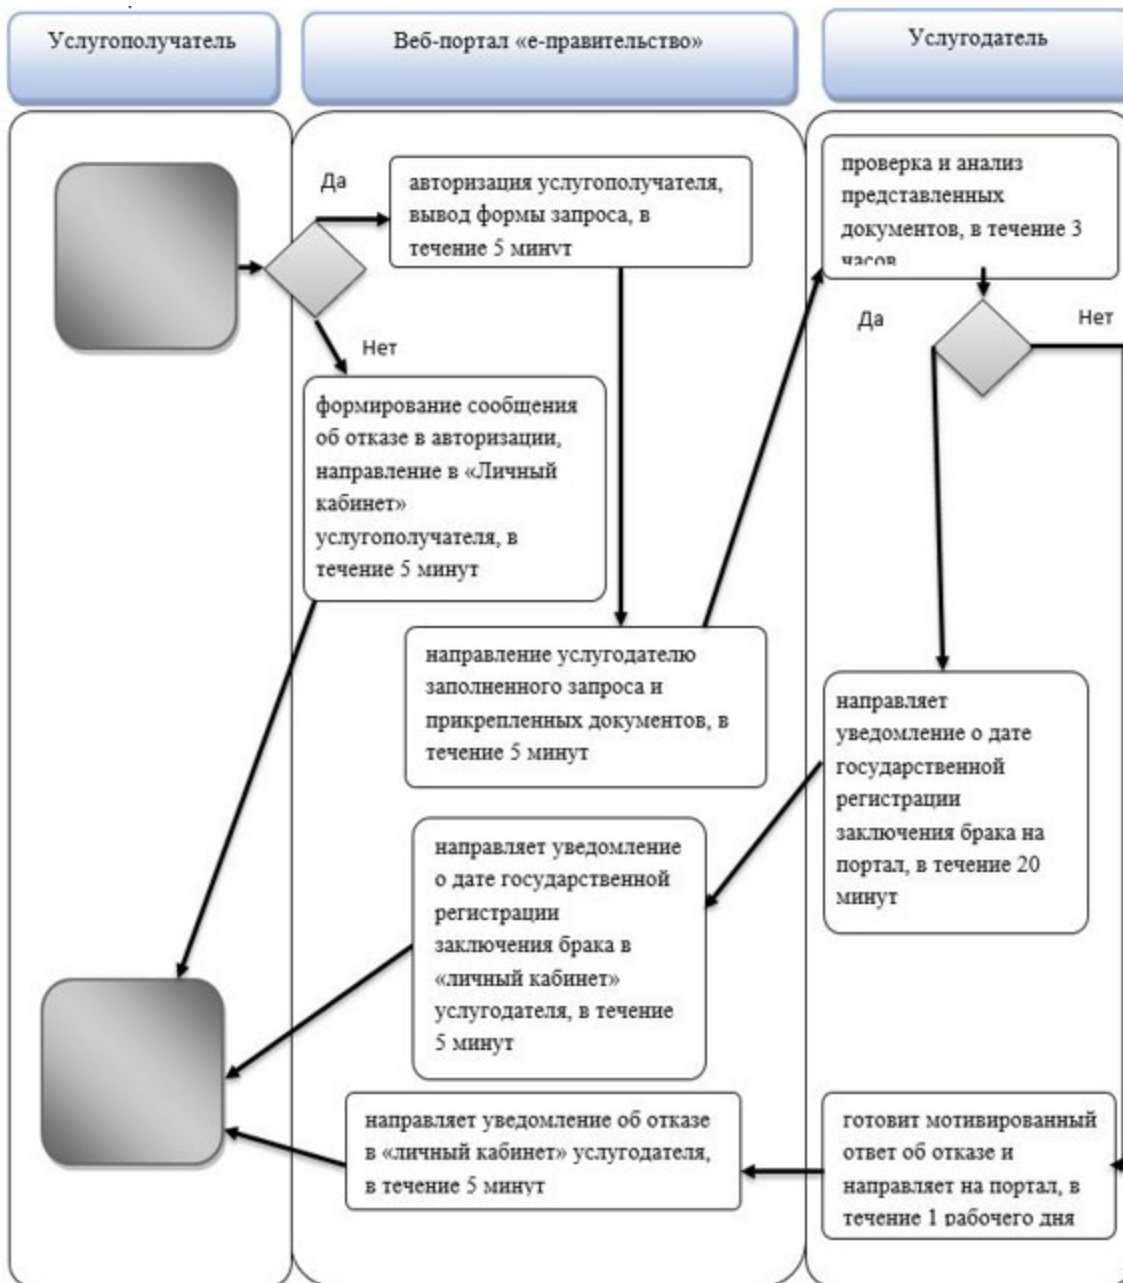 Услугополучатель
Веб-портал «е-правительство»
Услугодатель
Да
авторизация услугополучателя,
вывод формы запроса, в
течение 5 минут
Нет
формирование сообщения
об отказе в авторизации,
направление в «Личный
кабинет»
услугополучателя, в
течение 5 минут
направление услугодателю
заполненного запроса и
прикрепленных документов, в
течение 5 минут
направляет уведомление
о дате государственной
регистрации
заключения брака в
«личный кабинет»
услугодателя, в течение
5 минут
направляет уведомление об отказе
в «личный кабинет» услугодателя,
в течение 5 минут
проверка и анализ
представленных
документов, в течение 3
часов
Да
Нет
направляет
уведомление о дате
государственной
регистрации
заключения брака на
портал, в течение 20
минут
готовит мотивированный
ответ об отказе и
направляет на портал, в
течение 1 рабочего дня